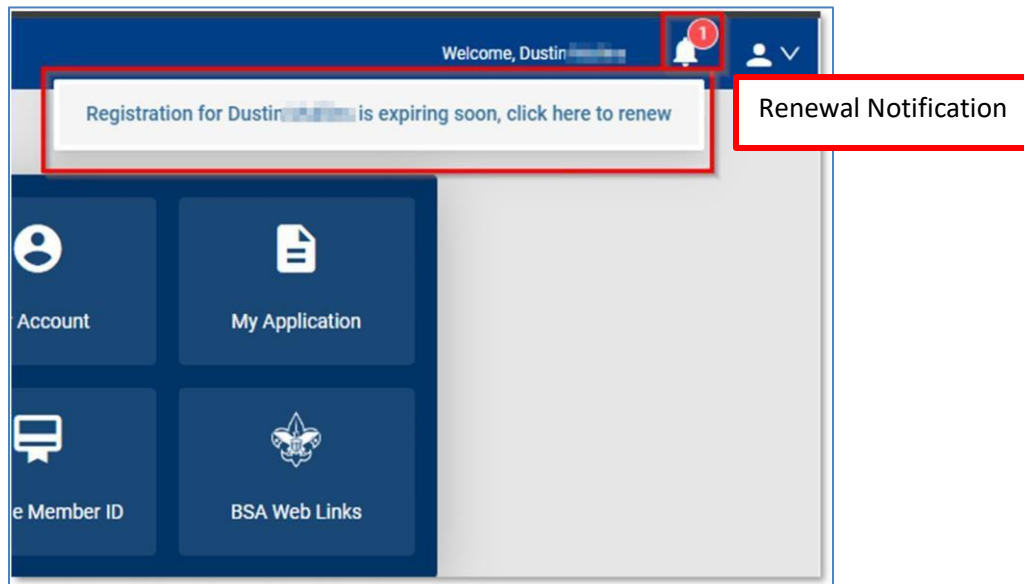 1
Welcome, Dustin
Registration for Dustin is expiring soon, click here to renew
Renewal Notification
Account
My Application
e Member ID
BSA Web Links